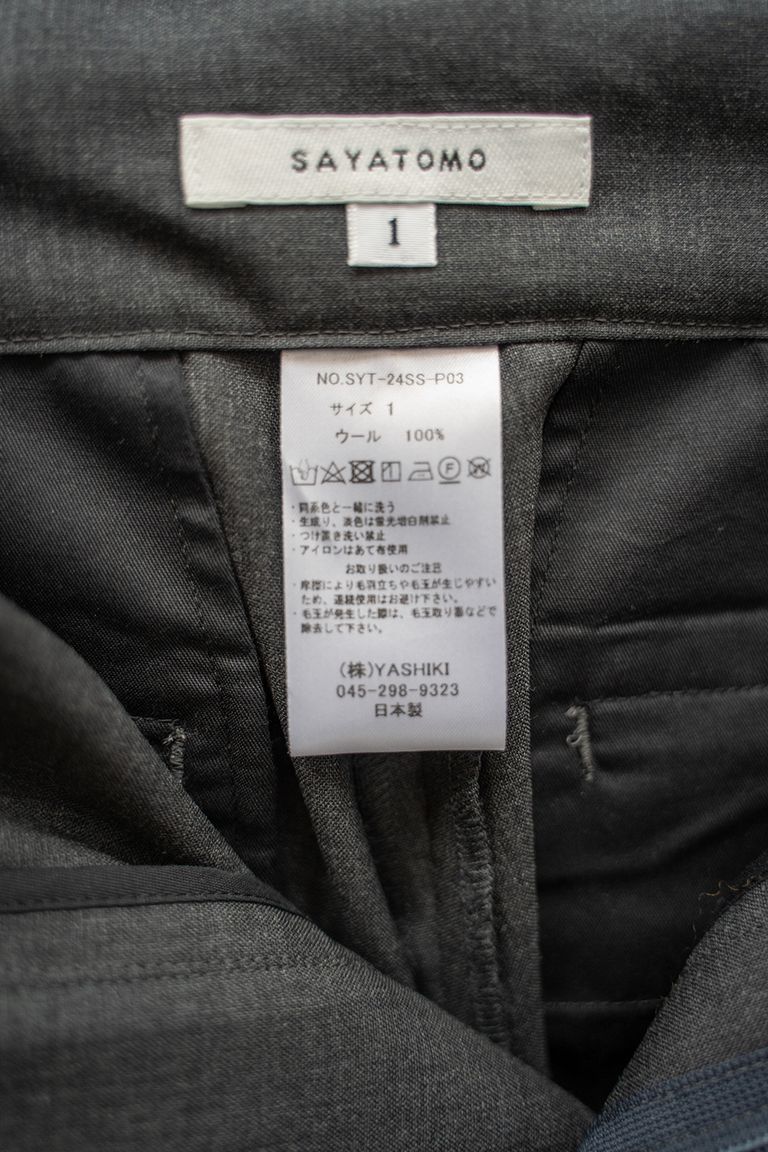 SAYATOMO
1
NO.SYT-24SS-P03
サイズ 1
ウール 100%
F
・同系色と一緒に洗う
・生成り、淡色は蛍光増白剤禁止
・つけ置き洗い禁止
・アイロンはあて布使用
お取り扱いのご注意
・摩擦により毛羽立ちや毛玉が生じやすい
ため、連続使用はお避け下さい。
・毛玉が発生した際は、毛玉取り器などで
除去して下さい。
(株)YASHIKI
045-298-9323
日本製